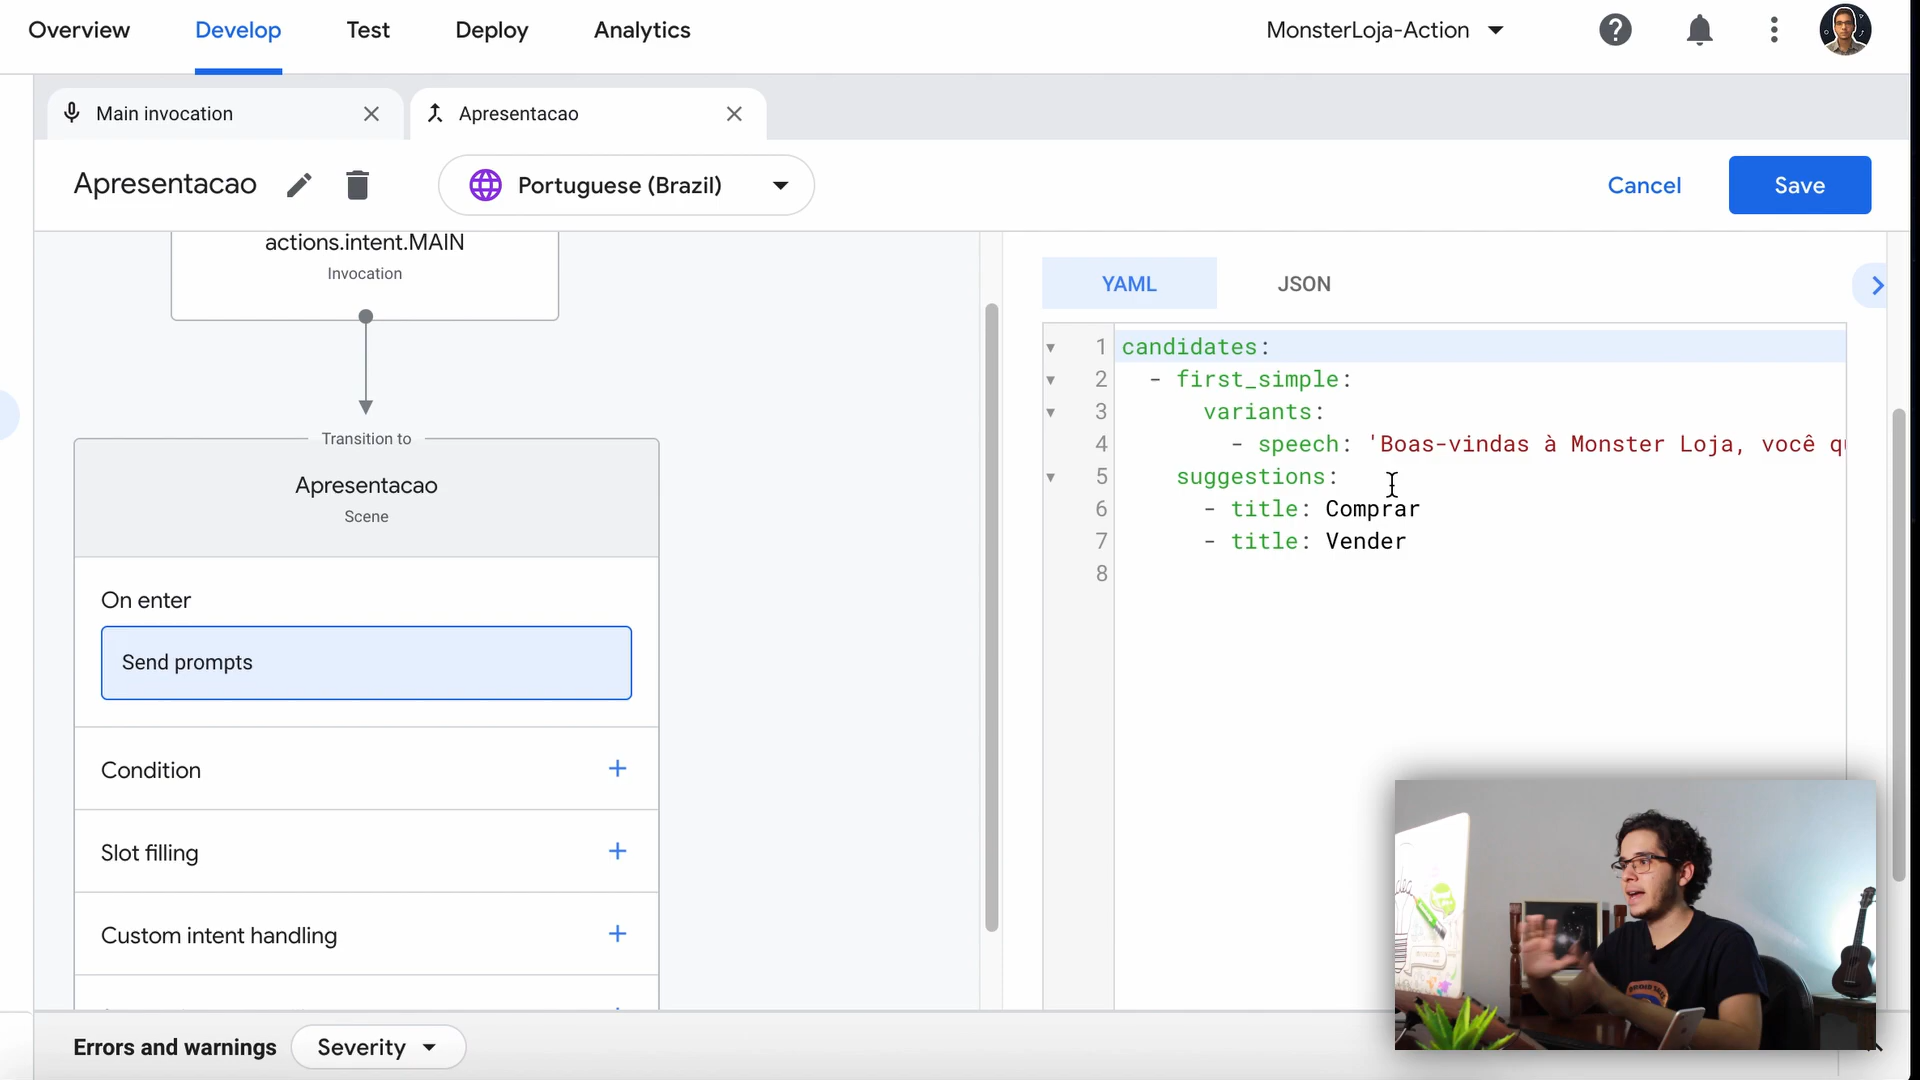 Overview Develop Test Deploy Analytics MonsterLoja-Action
Main invocation Apresentacao
Apresentacao Portuguese (Brazil) Cancel Save
actions.intent.MAIN
Invocation
Transition to
Apresentacao
Scene
On enter
Send prompts
Condition
Slot filling
Custom intent handling
YAML JSON
1 candidates:
2 - first_simple:
3 variants:
4 - speech: 'Boas-vindas à Monster Loja, você
5 suggestions:
6 - title: Comprar
7 - title: Vender
8
Errors and warnings Severity